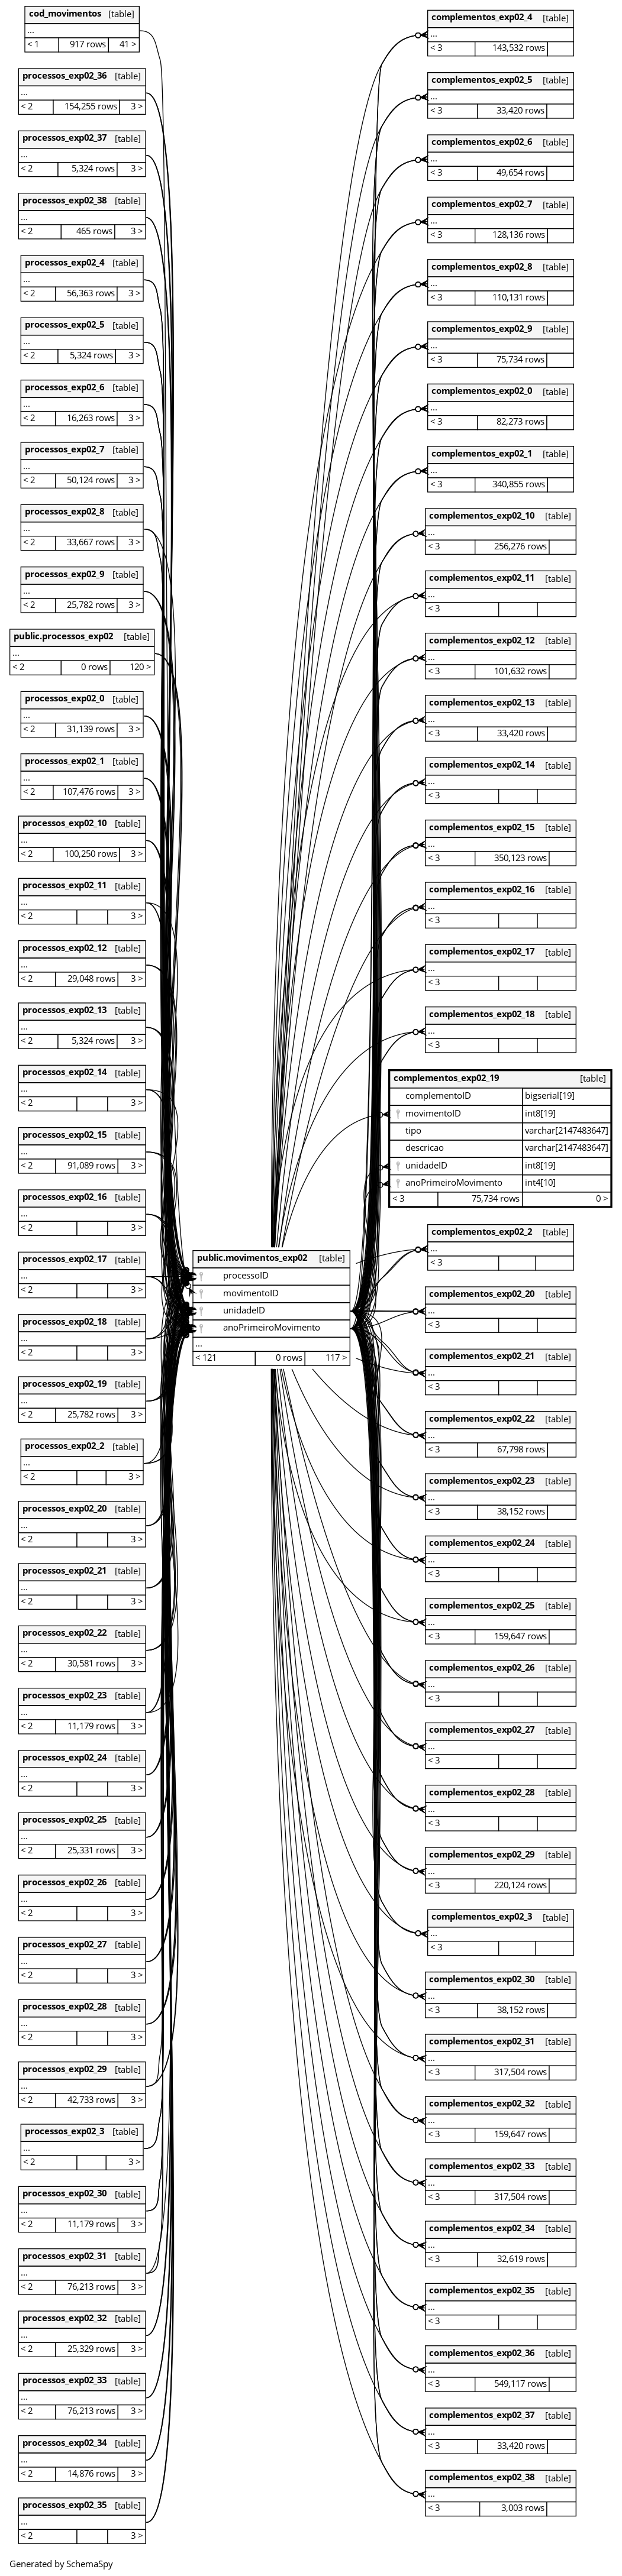 cod_movimentos [table]
...
< 1 917 rows 41 >
processos_exp02_36 [table]
...
< 2 154,255 rows 3 >
processos_exp02_37 [table]
...
< 2 5,324 rows 3 >
processos_exp02_38 [table]
...
< 2 465 rows 3 >
processos_exp02_4 [table]
...
< 2 56,363 rows 3 >
processos_exp02_5 [table]
...
< 2 5,324 rows 3 >
processos_exp02_6 [table]
...
< 2 16,263 rows 3 >
processos_exp02_7 [table]
...
< 2 50,124 rows 3 >
processos_exp02_8 [table]
...
< 2 33,667 rows 3 >
processos_exp02_9 [table]
...
< 2 25,782 rows 3 >
public.processos_exp02 [table]
...
< 2 0 rows 120 >
processos_exp02_0 [table]
...
< 2 31,139 rows 3 >
processos_exp02_1 [table]
...
< 2 107,476 rows 3 >
processos_exp02_10 [table]
...
< 2 100,250 rows 3 >
processos_exp02_11 [table]
...
< 2 3 >
processos_exp02_12 [table]
...
< 2 29,048 rows 3 >
processos_exp02_13 [table]
...
< 2 5,324 rows 3 >
processos_exp02_14 [table]
...
< 2 3 >
processos_exp02_15 [table]
...
< 2 91,089 rows 3 >
processos_exp02_16 [table]
...
< 2 3 >
processos_exp02_17 [table]
...
< 2 3 >
processos_exp02_18 [table]
...
< 2 3 >
processos_exp02_19 [table]
...
< 2 25,782 rows 3 >
processos_exp02_2 [table]
...
< 2 3 >
processos_exp02_20 [table]
...
< 2 3 >
processos_exp02_21 [table]
...
< 2 3 >
processos_exp02_22 [table]
...
< 2 30,581 rows 3 >
processos_exp02_23 [table]
...
< 2 11,179 rows 3 >
processos_exp02_24 [table]
...
< 2 3 >
processos_exp02_25 [table]
...
< 2 25,331 rows 3 >
processos_exp02_26 [table]
...
< 2 3 >
processos_exp02_27 [table]
...
< 2 3 >
processos_exp02_28 [table]
...
< 2 3 >
processos_exp02_29 [table]
...
< 2 42,733 rows 3 >
processos_exp02_3 [table]
...
< 2 3 >
processos_exp02_30 [table]
...
< 2 11,179 rows 3 >
processos_exp02_31 [table]
...
< 2 76,213 rows 3 >
processos_exp02_32 [table]
...
< 2 25,329 rows 3 >
processos_exp02_33 [table]
...
< 2 76,213 rows 3 >
processos_exp02_34 [table]
...
< 2 14,876 rows 3 >
processos_exp02_35 [table]
...
< 2 3 >
public.movimentos_exp02 [table]
processoID
movimentoID
unidadeID
anoPrimeiroMovimento
...
< 121 0 rows 117 >
complementos_exp02_4 [table]
...
< 3 143,532 rows
complementos_exp02_5 [table]
...
< 3 33,420 rows
complementos_exp02_6 [table]
...
< 3 49,654 rows
complementos_exp02_7 [table]
...
< 3 128,136 rows
complementos_exp02_8 [table]
...
< 3 110,131 rows
complementos_exp02_9 [table]
...
< 3 75,734 rows
complementos_exp02_0 [table]
...
< 3 82,273 rows
complementos_exp02_1 [table]
...
< 3 340,855 rows
complementos_exp02_10 [table]
...
< 3 256,276 rows
complementos_exp02_11 [table]
...
< 3
complementos_exp02_12 [table]
...
< 3 101,632 rows
complementos_exp02_13 [table]
...
< 3 33,420 rows
complementos_exp02_14 [table]
...
< 3
complementos_exp02_15 [table]
...
< 3 350,123 rows
complementos_exp02_16 [table]
...
< 3
complementos_exp02_17 [table]
...
< 3
complementos_exp02_18 [table]
...
< 3
complementos_exp02_19 [table]
complementoID bigserial[19]
movimentoID int8[19]
tipo varchar[2147483647]
descricao varchar[2147483647]
unidadeID int8[19]
anoPrimeiroMovimento int4[10]
< 3 75,734 rows 0 >
complementos_exp02_2 [table]
...
< 3
complementos_exp02_20 [table]
...
< 3
complementos_exp02_21 [table]
...
< 3
complementos_exp02_22 [table]
...
< 3 67,798 rows
complementos_exp02_23 [table]
...
< 3 38,152 rows
complementos_exp02_24 [table]
...
< 3
complementos_exp02_25 [table]
...
< 3 159,647 rows
complementos_exp02_26 [table]
...
< 3
complementos_exp02_27 [table]
...
< 3
complementos_exp02_28 [table]
...
< 3
complementos_exp02_29 [table]
...
< 3 220,124 rows
complementos_exp02_3 [table]
...
< 3
complementos_exp02_30 [table]
...
< 3 38,152 rows
complementos_exp02_31 [table]
...
< 3 317,504 rows
complementos_exp02_32 [table]
...
< 3 159,647 rows
complementos_exp02_33 [table]
...
< 3 317,504 rows
complementos_exp02_34 [table]
...
< 3 32,619 rows
complementos_exp02_35 [table]
...
< 3
complementos_exp02_36 [table]
...
< 3 549,117 rows
complementos_exp02_37 [table]
...
< 3 33,420 rows
complementos_exp02_38 [table]
...
< 3 3,003 rows
Generated by SchemaSpy